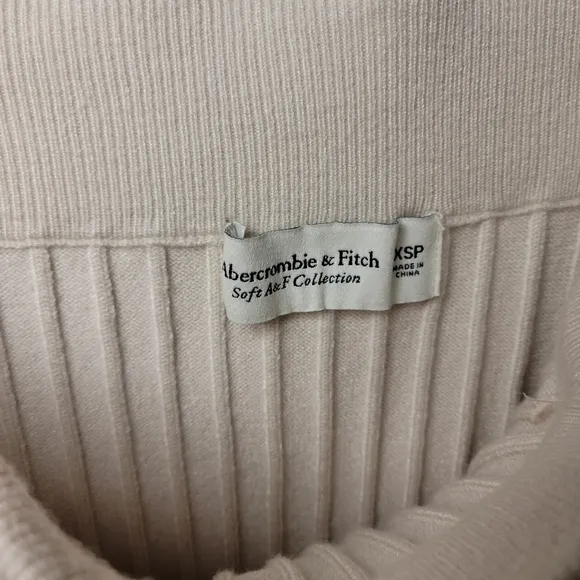 Abercrombie & Fitch
Soft A&F Collection
XSP
MADE IN
CHINA